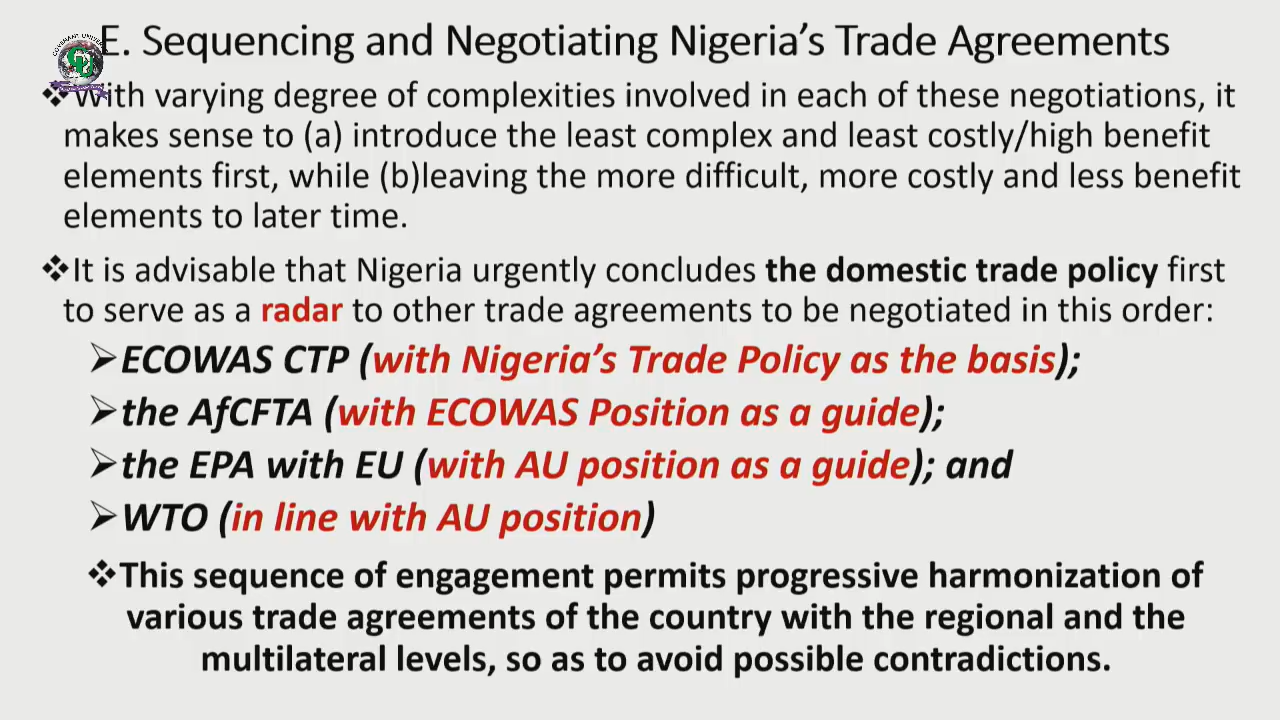 E. Sequencing and Negotiating Nigeria's Trade Agreements
❖With varying degree of complexities involved in each of these negotiations, it
makes sense to (a) introduce the least complex and least costly/high benefit
elements first, while (b)leaving the more difficult, more costly and less benefit
elements to later time.
❖It is advisable that Nigeria urgently concludes the domestic trade policy first
to serve as a radar to other trade agreements to be negotiated in this order:
➢ECOWAS CTP (with Nigeria's Trade Policy as the basis);
➢the AfCFTA (with ECOWAS Position as a guide);
➢the EPA with EU (with AU position as a guide); and
➢WTO (in line with AU position)
❖This sequence of engagement permits progressive harmonization of
various trade agreements of the country with the regional and the
multilateral levels, so as to avoid possible contradictions.